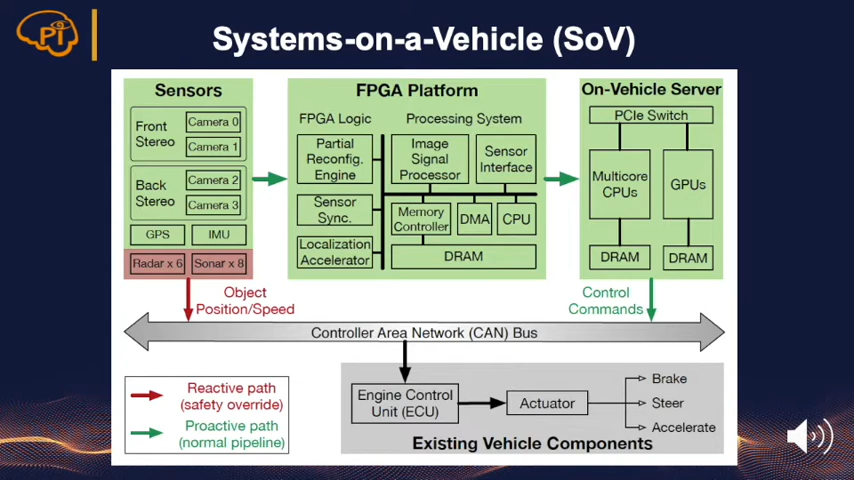 PI
Systems-on-a-Vehicle (SoV)
Sensors
Front
Stereo
Camera 0
Camera 1
Back
Stereo
Camera 2
Camera 3
GPS
IMU
Radar x 6
Sonar x 8
FPGA Platform
FPGA Logic
Partial
Reconfig.
Engine
Sensor
Sync.
Localization
Accelerator
Processing System
Image
Signal
Processor
Sensor
Interface
Memory
Controller
DMA
CPU
DRAM
On-Vehicle Server
PCIe Switch
Multicore
CPUs
GPUs
DRAM
DRAM
Object
Position/Speed
Control
Commands
Controller Area Network (CAN) Bus
Reactive path
(safety override)
Proactive path
(normal pipeline)
Engine Control
Unit (ECU)
Actuator
Brake
Steer
Accelerate
Existing Vehicle Components